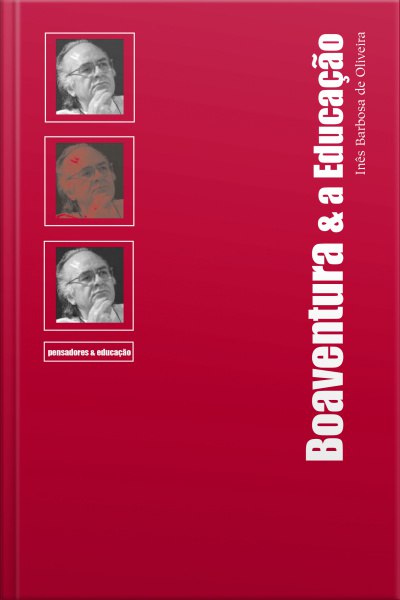 Boaventura & a Educação
Inês Barbosa de Oliveira
pensadores & educação